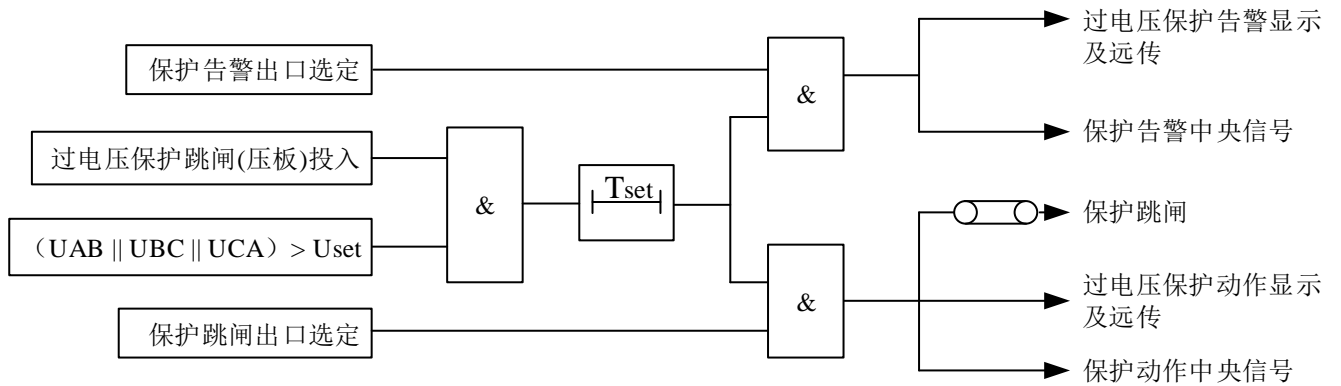 过电压保护告警显示
及远传
保护告警出口选定
&
保护告警中央信号
过电压保护跳闸(压板)投入
&
Tset
保护跳闸
（UAB || UBC || UCA）> Uset
过电压保护动作显示
及远传
&
保护跳闸出口选定
保护动作中央信号